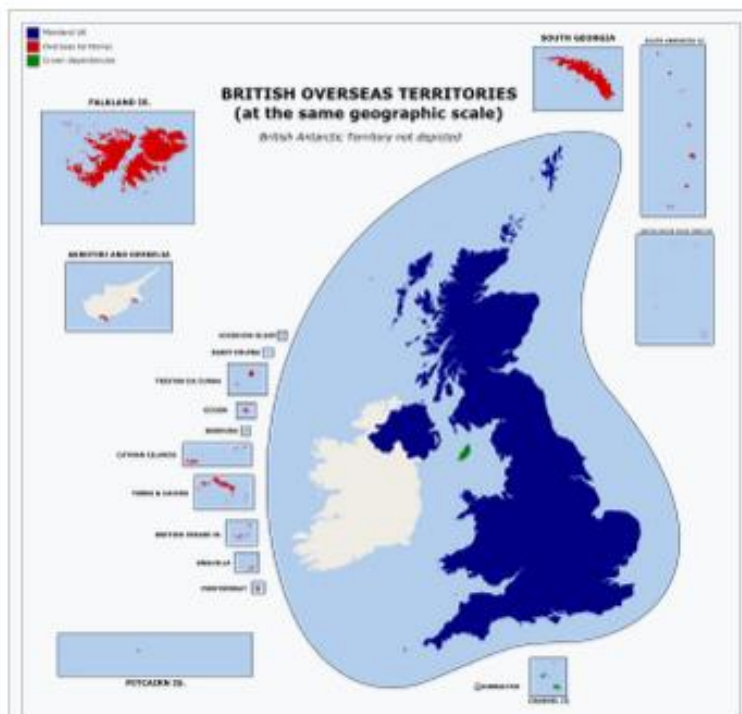 Mainland UK
Overseas territories
Crown dependencies
BRITISH OVERSEAS TERRITORIES
(at the same geographic scale)
British Antarctic Territory not depicted
SOUTH GEORGIA
FALKLAND IS.
AKROTIRI AND DHEKELIA
ASCENSION ISLAND
SAINT HELENA
TRISTAN DA CUNHA
GOUGH
BERMUDA
CAYMAN ISLANDS
TURKS & CAICOS
BRITISH VIRGIN IS.
ANGUILLA
MONTSERRAT
PITCAIRN IS.
GIBRALTAR
CHANNEL IS.